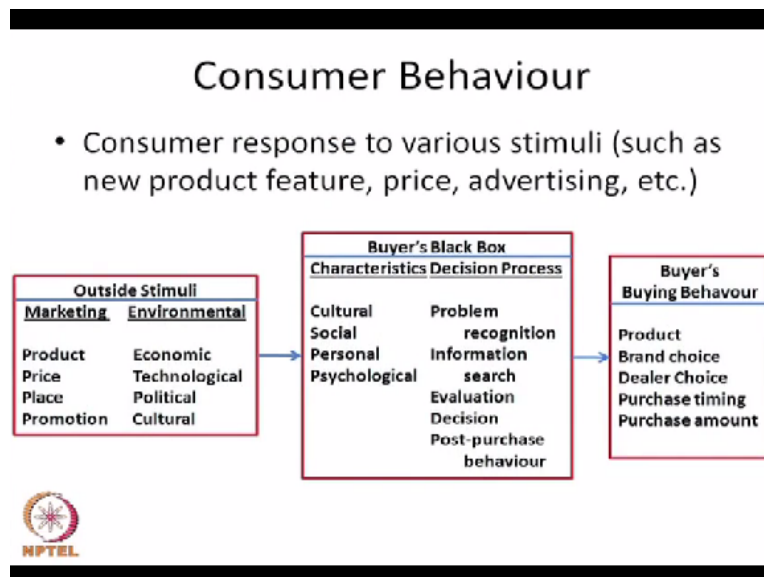 Consumer Behaviour
• Consumer response to various stimuli (such as
new product feature, price, advertising, etc.)
Outside Stimuli
Marketing Environmental
Product Economic
Price Technological
Place Political
Promotion Cultural
Buyer's Black Box
Characteristics Decision Process
Cultural Problem
Social recognition
Personal Information
Psychological search
Evaluation
Decision
Post-purchase
behaviour
Buyer's
Buying Behavour
Product
Brand choice
Dealer Choice
Purchase timing
Purchase amount
NPTEL